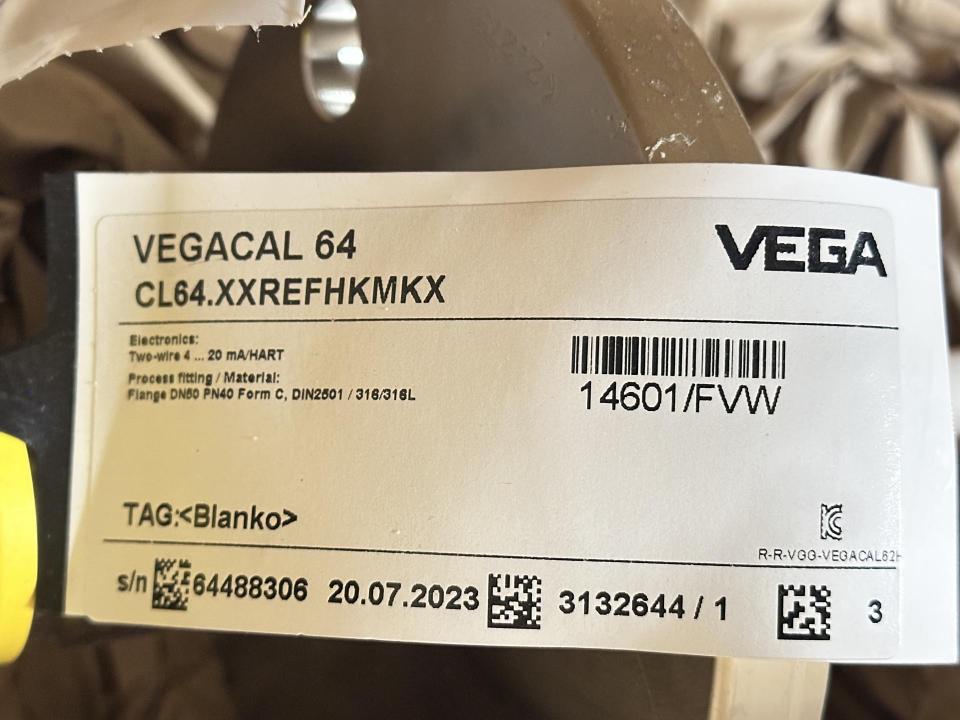 VEGACAL 64
VEGA
CL64.XXREFHKMKX
Electronics:
Two-wire 4 ... 20 mA/HART
Process fitting / Material:
Flange DN50 PN40 Form C, DIN2501 / 316/316L
14601/FVW
TAG:<Blanko>
R-R-VGG-VEGACAL62H
s/n 64488306 20.07.2023 3132644 / 1 3